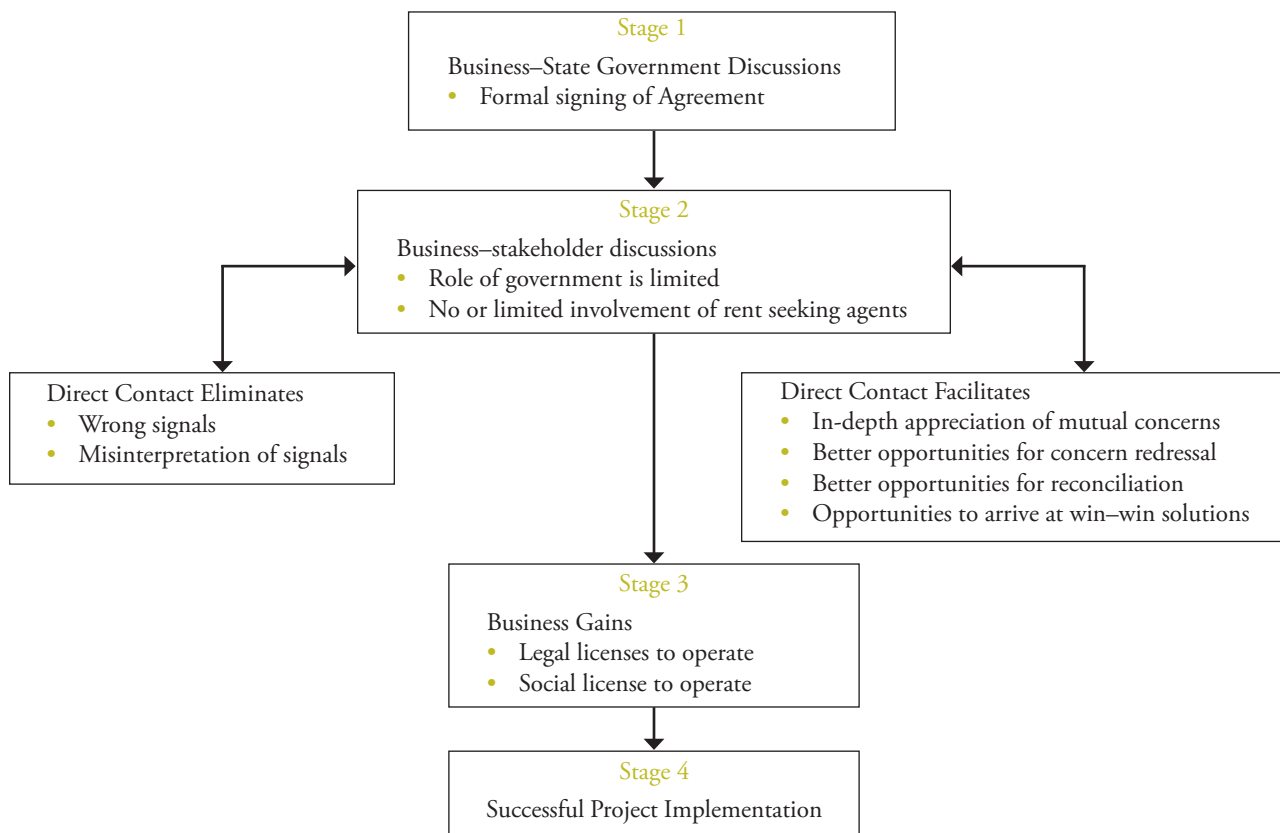 Stage 1
Business–State Government Discussions
• Formal signing of Agreement
Stage 2
Business–stakeholder discussions
• Role of government is limited
• No or limited involvement of rent seeking agents
Direct Contact Eliminates
• Wrong signals
• Misinterpretation of signals
Direct Contact Facilitates
• In-depth appreciation of mutual concerns
• Better opportunities for concern redressal
• Better opportunities for reconciliation
• Opportunities to arrive at win–win solutions
Stage 3
Business Gains
• Legal licenses to operate
• Social license to operate
Stage 4
Successful Project Implementation